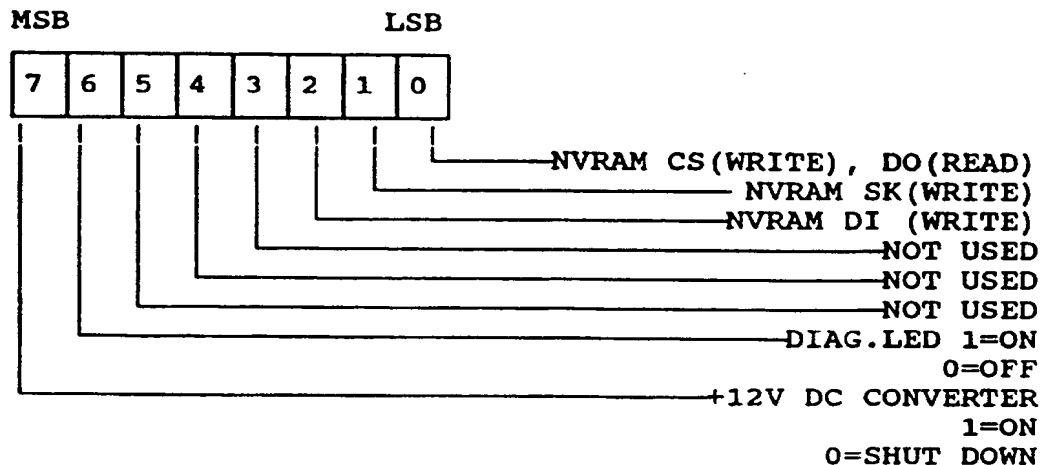 MSB LSB
7 6 5 4 3 2 1 0
NVRAM CS(WRITE), DO(READ)
NVRAM SK(WRITE)
NVRAM DI (WRITE)
NOT USED
NOT USED
NOT USED
DIAG.LED 1=ON
0=OFF
+12V DC CONVERTER
1=ON
0=SHUT DOWN